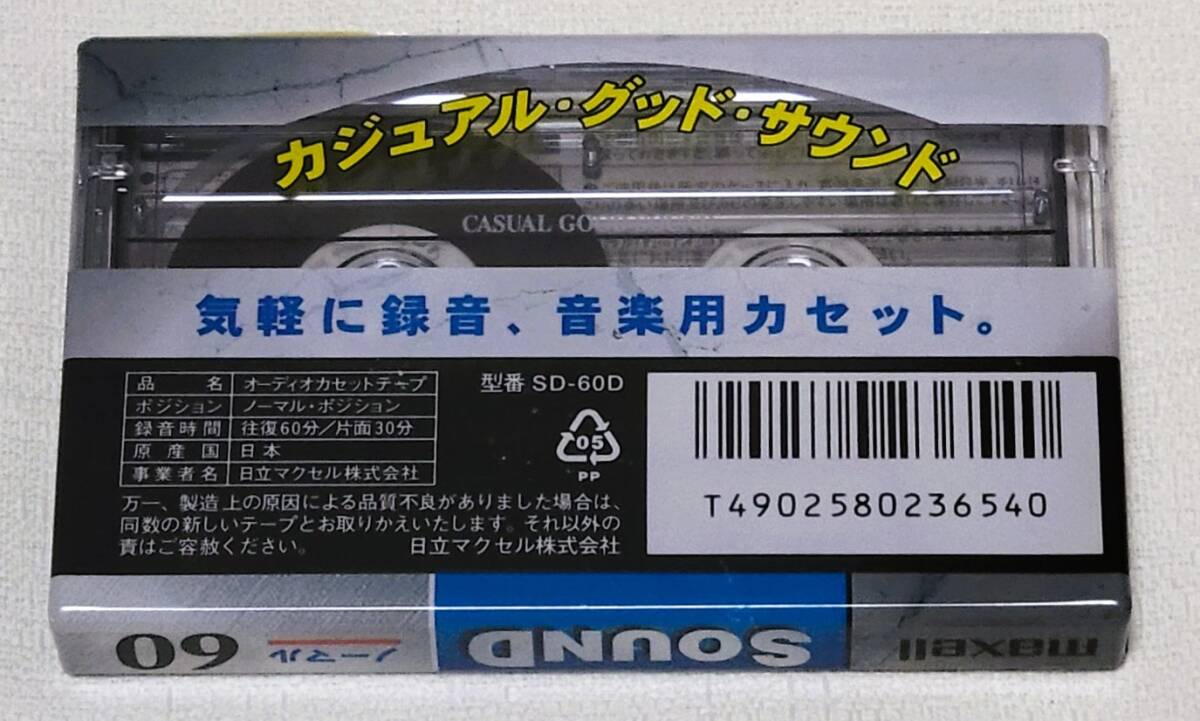 カジュアル・グッド・サウンド
CASUAL GO
気軽に録音、音楽用カセット。
品 名 オーディオカセットテープ
ポジション ノーマル・ポジション
録音時間 往復60分／片面30分
原産国 日本
事業者名 日立マクセル株式会社
型番 SD-60D
05
PP
万一、製造上の原因による品質不良がありました場合は、
同数の新しいテープとお取りかえいたします。それ以外の
責はご容赦ください。 日立マクセル株式会社
T4902580236540
maxell SOUND ノーマル 60